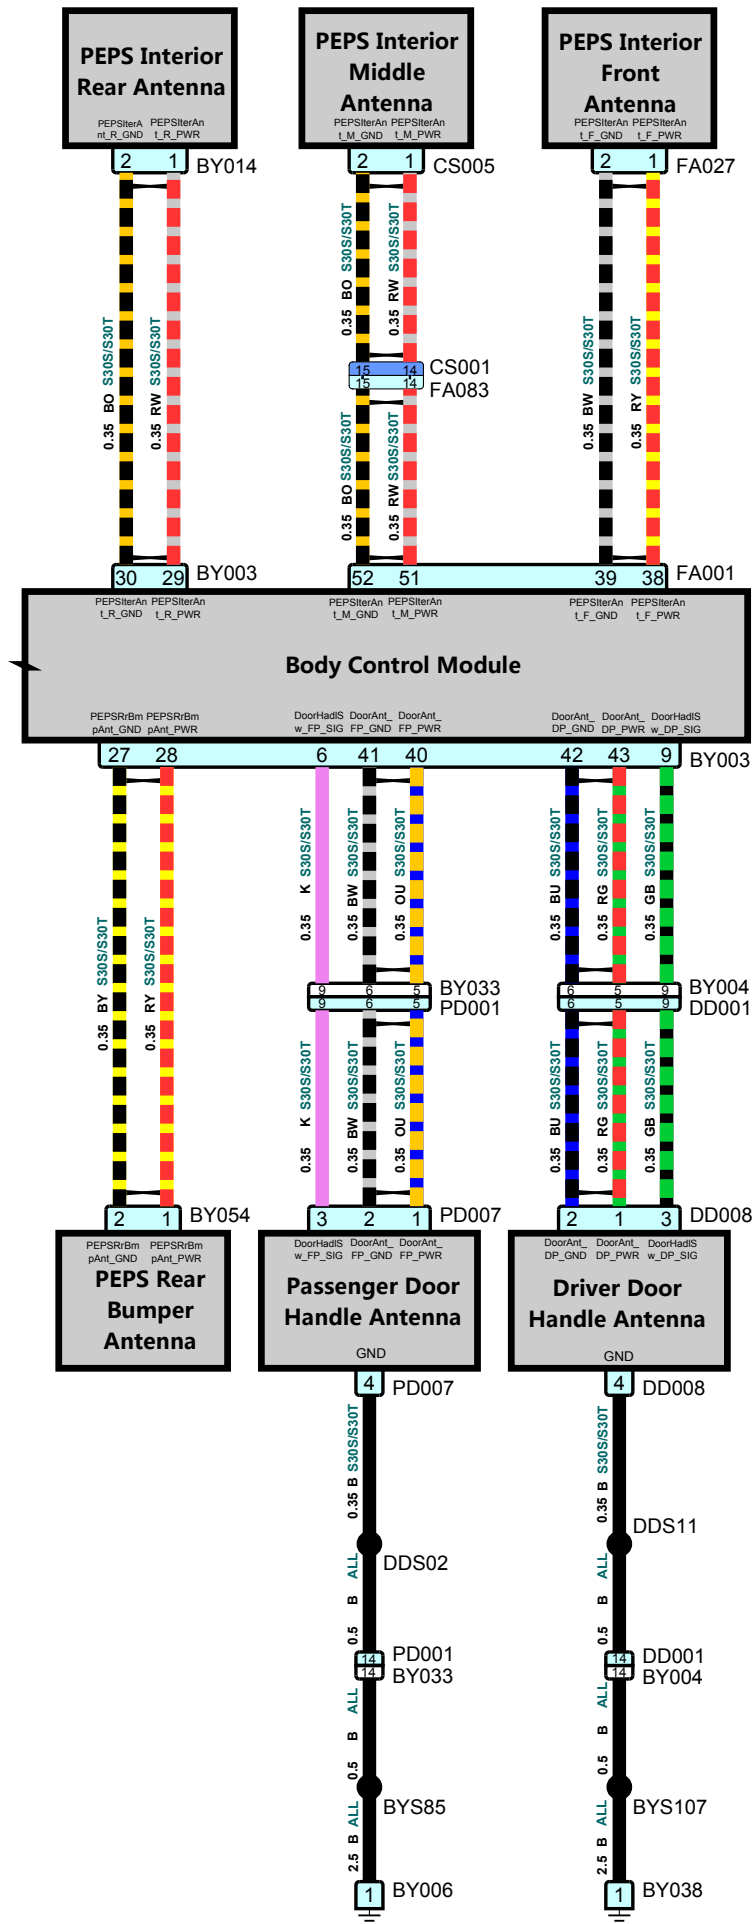 PEPS Interior
Rear Antenna
PEPSIterA
nt_R_GND
PEPSIterAn
t_R_PWR
2 1 BY014
PEPS Interior
Middle
Antenna
PEPSIterAn
t_M_GND
PEPSIterAn
t_M_PWR
2 1 CS005
PEPS Interior
Front
Antenna
PEPSIterAn
t_F_GND
PEPSIterAn
t_F_PWR
2 1 FA027
0.35 BO S30S/S30T
0.35 RW S30S/S30T
0.35 BO S30S/S30T
0.35 RW S30S/S30T
0.35 BW S30S/S30T
0.35 RY S30S/S30T
15 14 CS001
15 14 FA083
0.35 BO S30S/S30T
0.35 RW S30S/S30T
30 29 BY003
52 51 39 38 FA001
PEPSIterAn
t_R_GND
PEPSIterAn
t_R_PWR
PEPSIterAn
t_M_GND
PEPSIterAn
t_M_PWR
PEPSIterAn
t_F_GND
PEPSIterAn
t_F_PWR
Body Control Module
PEPSRrBm
pAnt_GND
PEPSRrBm
pAnt_PWR
DoorHadlS
w_FP_SIG
DoorAnt_
FP_GND
DoorAnt_
FP_PWR
DoorAnt_
DP_GND
DoorAnt_
DP_PWR
DoorHadlS
w_DP_SIG
27 28 6 41 40 42 43 9 BY003
0.35 BY S30S/S30T
0.35 RY S30S/S30T
0.35 K S30S/S30T
0.35 BW S30S/S30T
0.35 OU S30S/S30T
0.35 BU S30S/S30T
0.35 RG S30S/S30T
0.35 GB S30S/S30T
9 6 5 BY033
9 6 5 PD001
6 5 9 BY004
6 5 9 DD001
0.35 K S30S/S30T
0.35 BW S30S/S30T
0.35 OU S30S/S30T
0.35 BU S30S/S30T
0.35 RG S30S/S30T
0.35 GB S30S/S30T
2 1 BY054
3 2 1 PD007
2 1 3 DD008
PEPSRrBm
pAnt_GND
PEPSRrBm
pAnt_PWR
PEPS Rear
Bumper
Antenna
DoorHadlS
w_FP_SIG
DoorAnt_
FP_GND
DoorAnt_
FP_PWR
Passenger Door
Handle Antenna
GND
DoorAnt_
DP_GND
DoorAnt_
DP_PWR
DoorHadlS
w_DP_SIG
Driver Door
Handle Antenna
GND
4 PD007
4 DD008
0.35 B S30S/S30T
0.35 B S30S/S30T
DDS02
DDS11
0.5 B ALL
0.5 B ALL
14 PD001
14 BY033
14 DD001
14 BY004
0.5 B ALL
0.5 B ALL
BYS85
BYS107
2.5 B ALL
2.5 B ALL
1 BY006
1 BY038